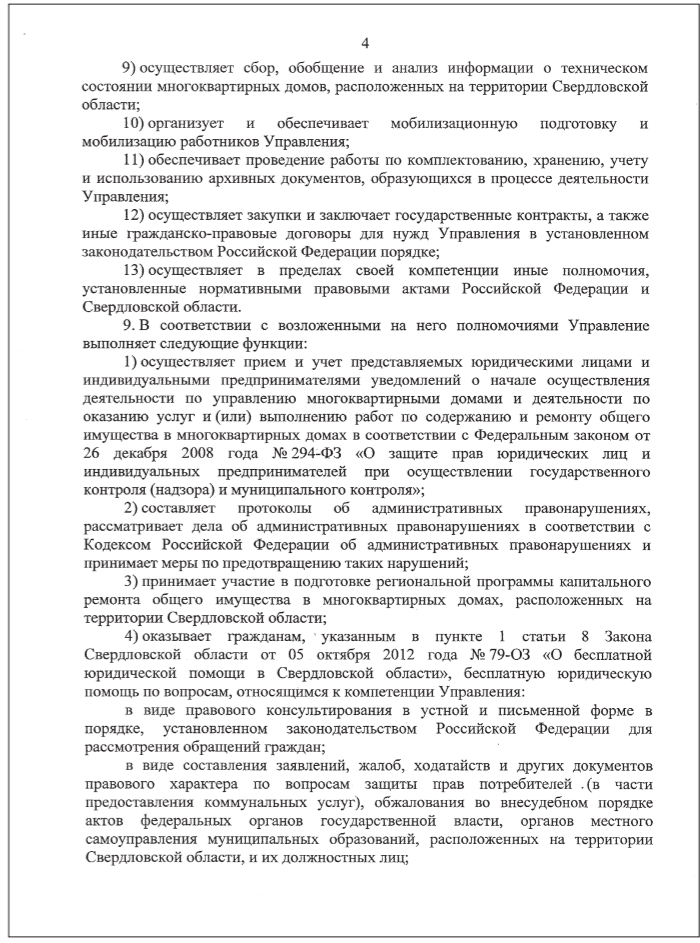 4
9) осуществляет сбор, обобщение и анализ информации о техническом
состоянии многоквартирных домов, расположенных на территории Свердловской
области;
10) организует и обеспечивает мобилизационную подготовку и
мобилизацию работников Управления;
11) обеспечивает проведение работы по комплектованию, хранению, учету
и использованию архивных документов, образующихся в процессе деятельности
Управления;
12) осуществляет закупки и заключает государственные контракты, а также
иные гражданско-правовые договоры для нужд Управления в установленном
законодательством Российской Федерации порядке;
13) осуществляет в пределах своей компетенции иные полномочия,
установленные нормативными правовыми актами Российской Федерации и
Свердловской области.
9. В соответствии с возложенными на него полномочиями Управление
выполняет следующие функции:
1) осуществляет прием и учет представляемых юридическими лицами и
индивидуальными предпринимателями уведомлений о начале осуществления
деятельности по управлению многоквартирными домами и деятельности по
оказанию услуг и (или) выполнению работ по содержанию и ремонту общего
имущества в многоквартирных домах в соответствии с Федеральным законом от
26 декабря 2008 года № 294-ФЗ «О защите прав юридических лиц и
индивидуальных предпринимателей при осуществлении государственного
контроля (надзора) и муниципального контроля»;
2) составляет протоколы об административных правонарушениях,
рассматривает дела об административных правонарушениях в соответствии с
Кодексом Российской Федерации об административных правонарушениях и
принимает меры по предотвращению таких нарушений;
3) принимает участие в подготовке региональной программы капитального
ремонта общего имущества в многоквартирных домах, расположенных на
территории Свердловской области;
4) оказывает гражданам, указанным в пункте 1 статьи 8 Закона
Свердловской области от 05 октября 2012 года № 79-ОЗ «О бесплатной
юридической помощи в Свердловской области», бесплатную юридическую
помощь по вопросам, относящимся к компетенции Управления:
в виде правового консультирования в устной и письменной форме в
порядке, установленном законодательством Российской Федерации для
рассмотрения обращений граждан;
в виде составления заявлений, жалоб, ходатайств и других документов
правового характера по вопросам защиты прав потребителей (в части
предоставления коммунальных услуг), обжалования во внесудебном порядке
актов федеральных органов государственной власти, органов местного
самоуправления муниципальных образований, расположенных на территории
Свердловской области, и их должностных лиц;